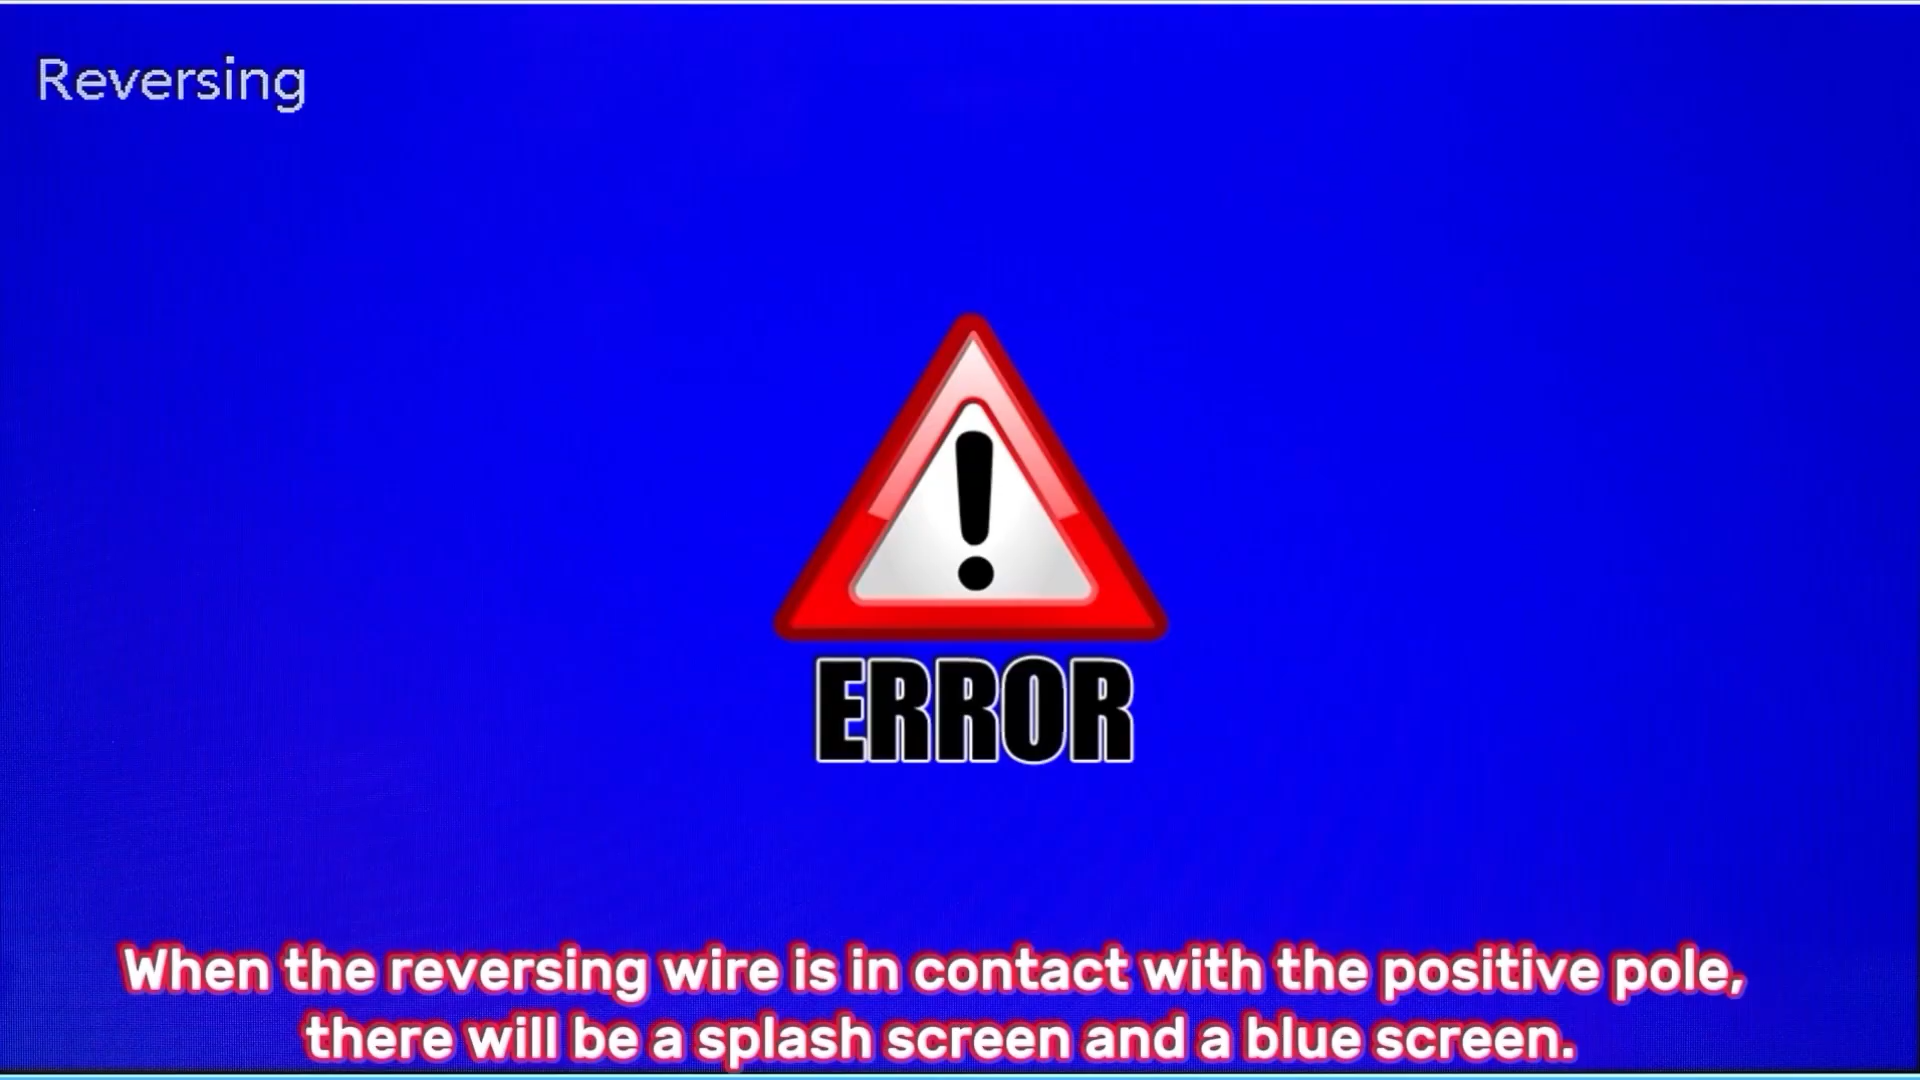 Reversing
ERROR
When the reversing wire is in contact with the positive pole,
there will be a splash screen and a blue screen.